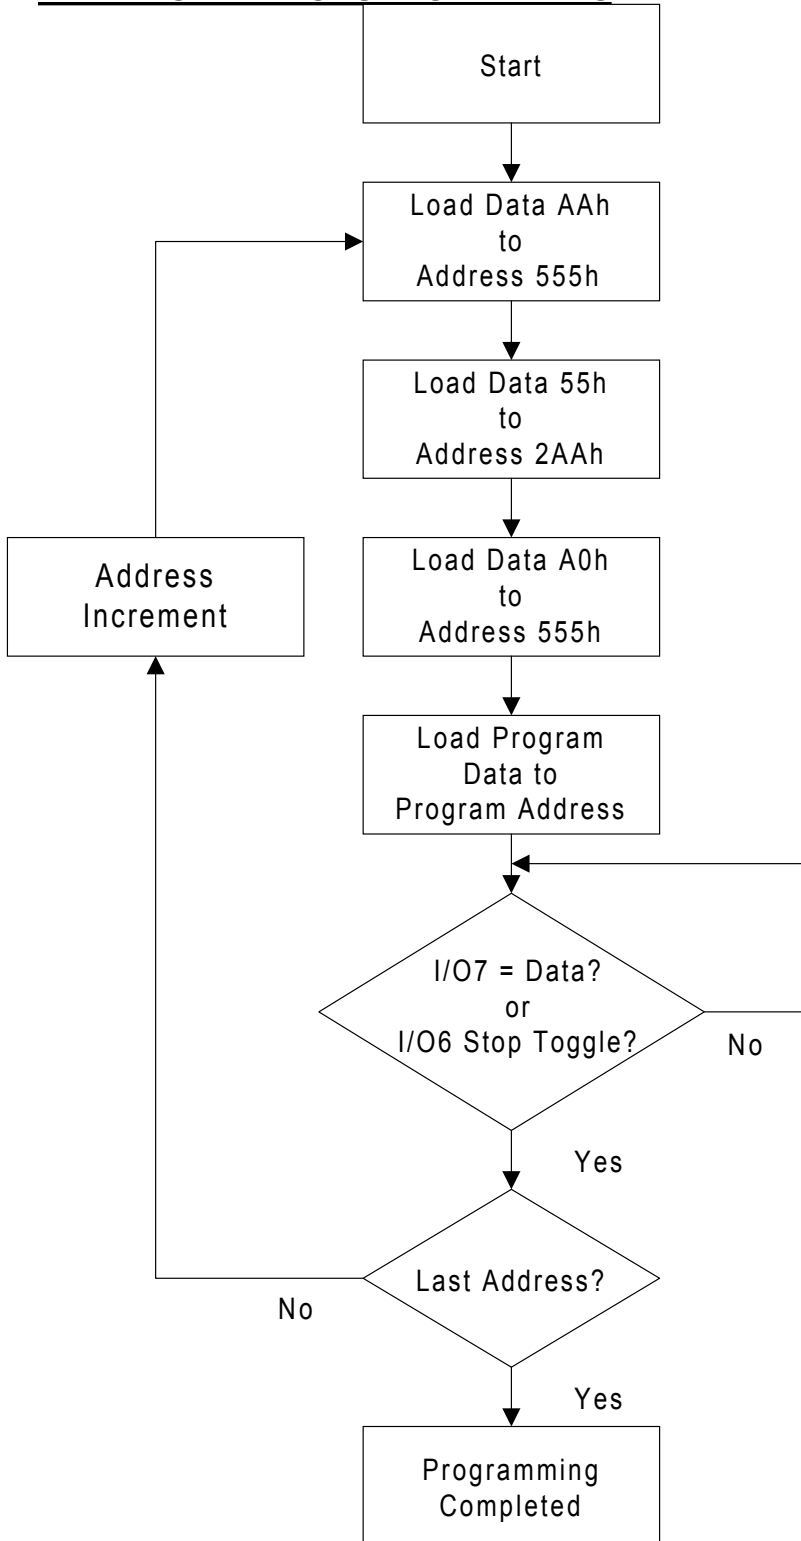 Start
Load Data AAh
to
Address 555h
Load Data 55h
to
Address 2AAh
Address
Increment
Load Data A0h
to
Address 555h
Load Program
Data to
Program Address
I/O7 = Data?
or
I/O6 Stop Toggle?
No
Yes
Last Address?
No
Yes
Programming
Completed